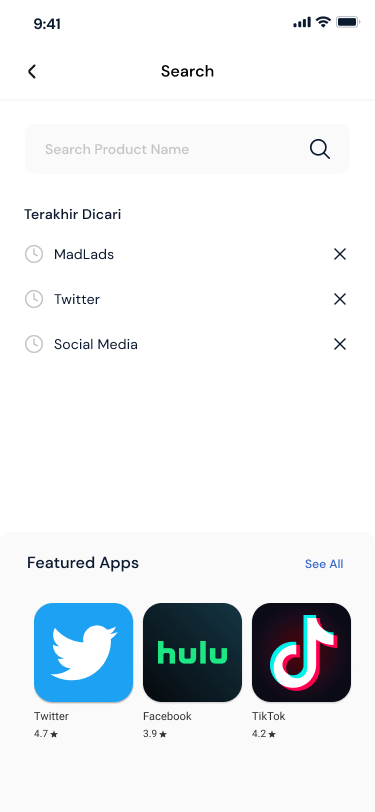 9:41
Search
Search Product Name
Terakhir Dicari
MadLads
Twitter
Social Media
Featured Apps
See All
hulu
Twitter
Facebook
TikTok
4.7 ★
3.9 ★
4.2 ★